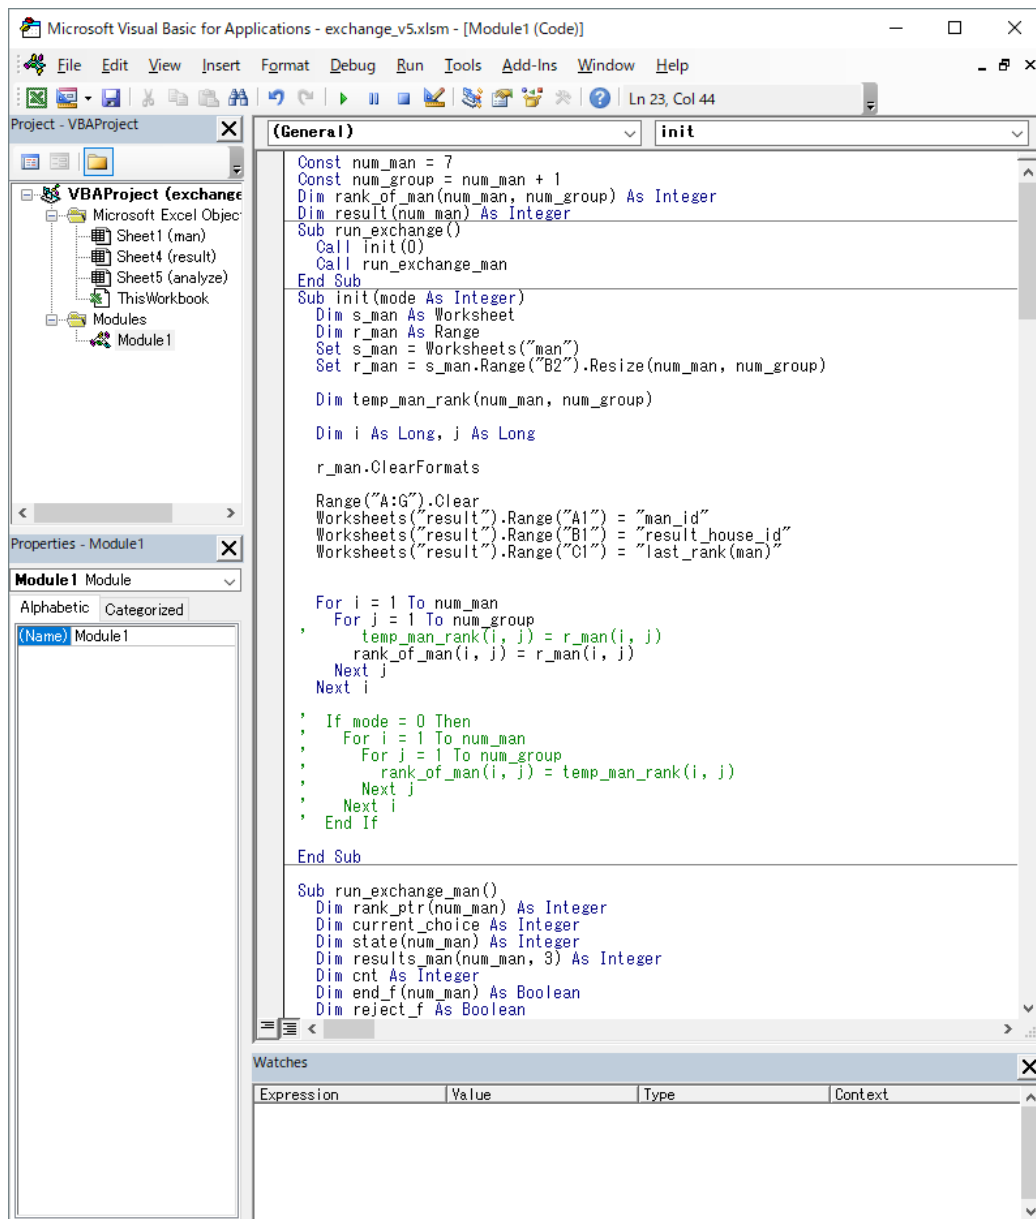 Microsoft Visual Basic for Applications - exchange_v5.xlsm - [Module1 (Code)]
File Edit View Insert Format Debug Run Tools Add-Ins Window Help
Ln 23, Col 44
Project - VBAProject
VBAProject (exchange
Microsoft Excel Objec
Sheet1 (man)
Sheet4 (result)
Sheet5 (analyze)
ThisWorkbook
Modules
Module1
Properties - Module1
Module1 Module
Alphabetic Categorized
(Name) Module1
(General) init
Const num_man = 7
Const num_group = num_man + 1
Dim rank_of_man(num_man, num_group) As Integer
Dim result(num_man) As Integer
Sub run_exchange()
  Call init(0)
  Call run_exchange_man
End Sub
Sub init(mode As Integer)
  Dim s_man As Worksheet
  Dim r_man As Range
  Set s_man = Worksheets("man")
  Set r_man = s_man.Range("B2").Resize(num_man, num_group)
  Dim temp_man_rank(num_man, num_group)
  Dim i As Long, j As Long
  r_man.ClearFormats
  Range("A:G").Clear
  Worksheets("result").Range("A1") = "man_id"
  Worksheets("result").Range("B1") = "result_house_id"
  Worksheets("result").Range("C1") = "last_rank(man)"
  For i = 1 To num_man
    For j = 1 To num_group
'      temp_man_rank(i, j) = r_man(i, j)
      rank_of_man(i, j) = r_man(i, j)
    Next j
  Next i
'  If mode = 0 Then
'    For i = 1 To num_man
'      For j = 1 To num_group
'        rank_of_man(i, j) = temp_man_rank(i, j)
'      Next j
'    Next i
'  End If
End Sub
Sub run_exchange_man()
  Dim rank_ptr(num_man) As Integer
  Dim current_choice As Integer
  Dim state(num_man) As Integer
  Dim results_man(num_man, 3) As Integer
  Dim cnt As Integer
  Dim end_f(num_man) As Boolean
  Dim reject_f As Boolean
Watches
Expression Value Type Context